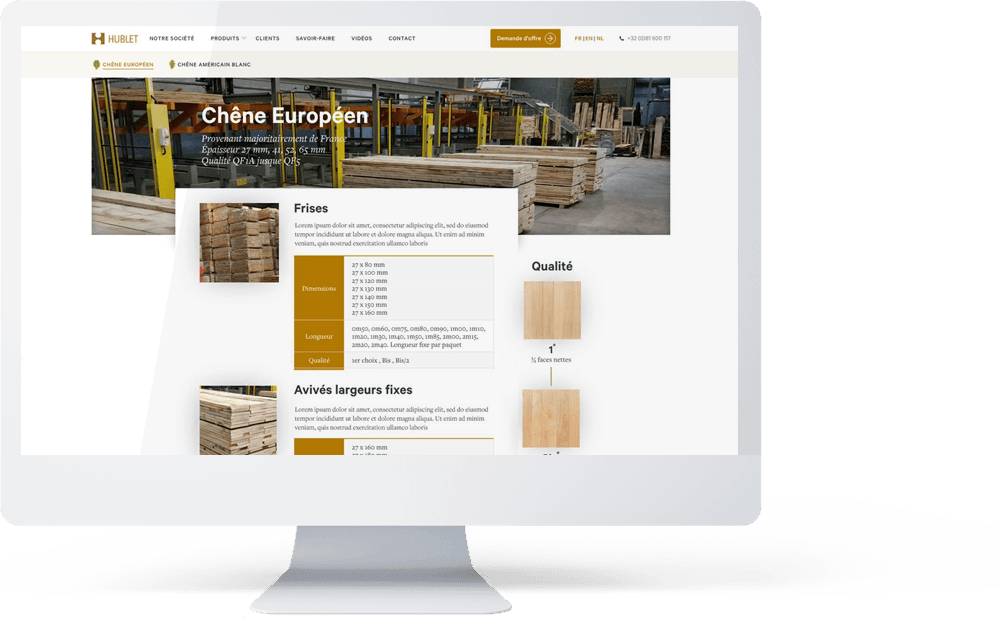 HUBLET
NOTRE SOCIÉTÉ
PRODUITS
CLIENTS
SAVOIR-FAIRE
VIDÉOS
CONTACT
Demande d'offre
FR | EN | NL
+32 (0)81 600 117
CHÊNE EUROPÉEN
CHÊNE AMÉRICAIN BLANC
Chêne Européen
Provenant majoritairement de France
Épaisseur 27 mm, 41, 52, 65 mm
Qualité QF1A jusque QF5
Frises
Lorem ipsum dolor sit amet, consectetur adipiscing elit, sed do eiusmod
tempor incididunt ut labore et dolore magna aliqua. Ut enim ad minim
veniam, quis nostrud exercitation ullamco laboris
Dimensions
27 x 80 mm
27 x 100 mm
27 x 120 mm
27 x 130 mm
27 x 140 mm
27 x 150 mm
27 x 160 mm
Longueur
0m50, 0m60, 0m75, 0m80, 0m90, 1m00, 1m10,
1m20, 1m30, 1m40, 1m50, 1m85, 2m00, 2m15,
2m20, 2m40. Longueur fixe par paquet
Qualité
1er choix , Bis , Bis/2
Qualité
1*
¾ faces nettes
Avivés largeurs fixes
Lorem ipsum dolor sit amet, consectetur adipiscing elit, sed do eiusmod
tempor incididunt ut labore et dolore magna aliqua. Ut enim ad minim
veniam, quis nostrud exercitation ullamco laboris
27 x 160 mm